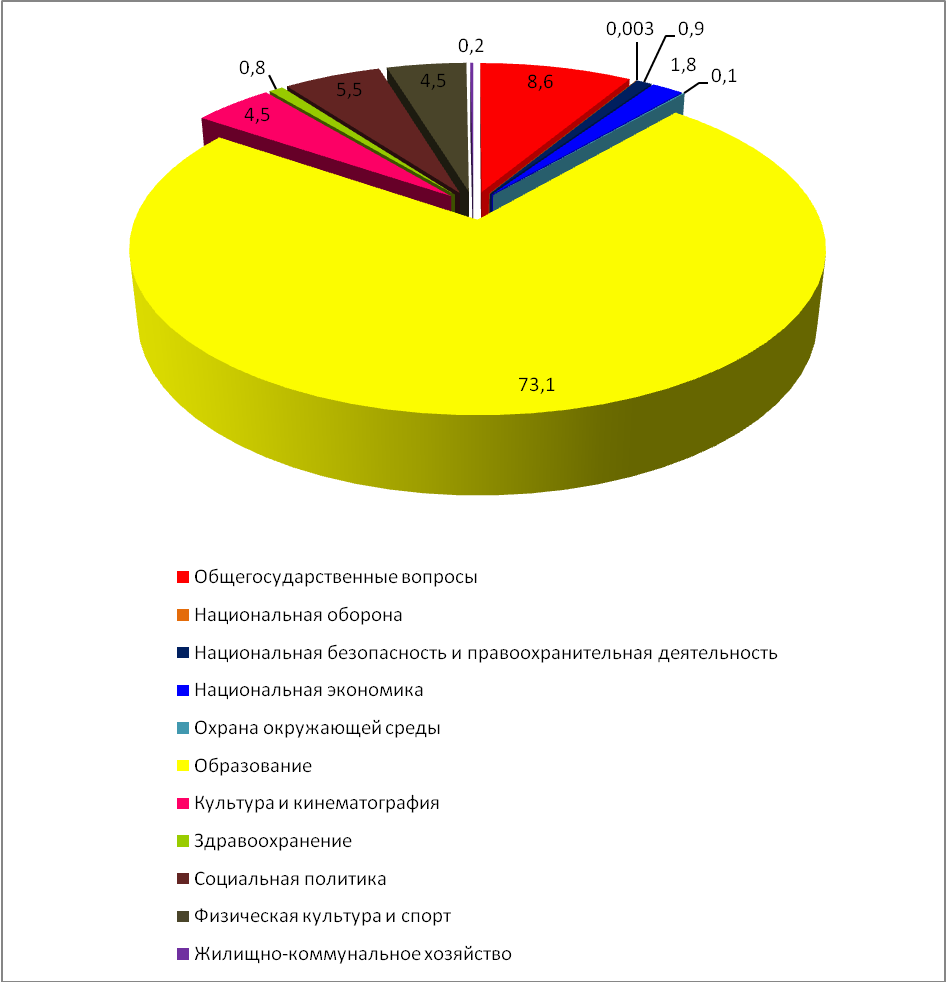 0,2
0,003
0,9
0,8
5,5
4,5
8,6
1,8
0,1
4,5
73,1
Общегосударственные вопросы
Национальная оборона
Национальная безопасность и правоохранительная деятельность
Национальная экономика
Охрана окружающей среды
Образование
Культура и кинематография
Здравоохранение
Социальная политика
Физическая культура и спорт
Жилищно-коммунальное хозяйство